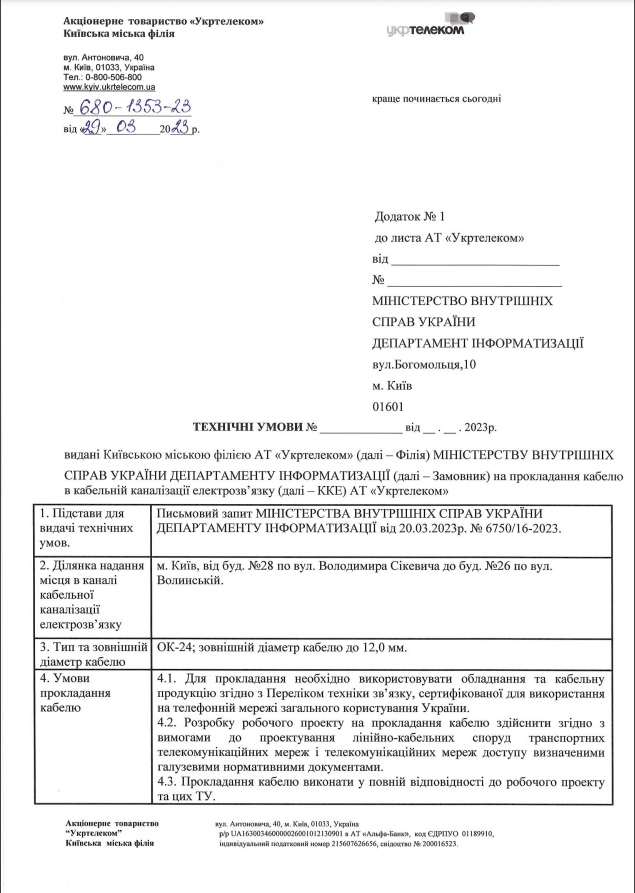 Акціонерне товариство «Укртелеком»
Київська міська філія
укртелеком
вул. Антоновича, 40
м. Київ, 01033, Україна
Тел.: 0-800-506-800
www.kyiv.ukrtelecom.ua
№ 680-1353-23
від «29» 03 2023р.
краще починається сьогодні
Додаток № 1
до листа АТ «Укртелеком»
від ____________________________
№ _____________________________
МІНІСТЕРСТВО ВНУТРІШНІХ
СПРАВ УКРАЇНИ
ДЕПАРТАМЕНТ ІНФОРМАТИЗАЦІЇ
вул.Богомольця,10
м. Київ
01601
ТЕХНІЧНІ УМОВИ № ______________ від __ . __ . 2023р.
видані Київською міською філією АТ «Укртелеком» (далі – Філія) МІНІСТЕРСТВУ ВНУТРІШНІХ
СПРАВ УКРАЇНИ ДЕПАРТАМЕНТУ ІНФОРМАТИЗАЦІЇ (далі – Замовник) на прокладання кабелю
в кабельній каналізації електрозв’язку (далі – ККЕ) АТ «Укртелеком»
1. Підстави для
видачі технічних
умов.
Письмовий запит МІНІСТЕРСТВА ВНУТРІШНІХ СПРАВ УКРАЇНИ
ДЕПАРТАМЕНТУ ІНФОРМАТИЗАЦІЇ від 20.03.2023р. № 6750/16-2023.
2. Ділянка надання
місця в каналі
кабельної
каналізації
електрозв’язку
м. Київ, від буд. №28 по вул. Володимира Сікевича до буд. №26 по вул.
Волинській.
3. Тип та зовнішній
діаметр кабелю
ОК-24; зовнішній діаметр кабелю до 12,0 мм.
4. Умови
прокладання
кабелю
4.1. Для прокладання необхідно використовувати обладнання та кабельну
продукцію згідно з Переліком техніки зв’язку, сертифікованої для використання
на телефонній мережі загального користування України.
4.2. Розробку робочого проекту на прокладання кабелю здійснити згідно з
вимогами до проектування лінійно-кабельних споруд транспортних
телекомунікаційних мереж і телекомунікаційних мереж доступу визначеними
галузевими нормативними документами.
4.3. Прокладання кабелю виконати у повній відповідності до робочого проекту
та цих ТУ.
Акціонерне товариство
“Укртелеком”
Київська міська філія
вул. Антоновича, 40, м. Київ, 01033, Україна
р/р UA163003460000026001012130901 в АТ «Альфа-Банк», код ЄДРПУО 01189910,
індивідуальний податковий номер 215607626656, свідоцтво № 200016523.